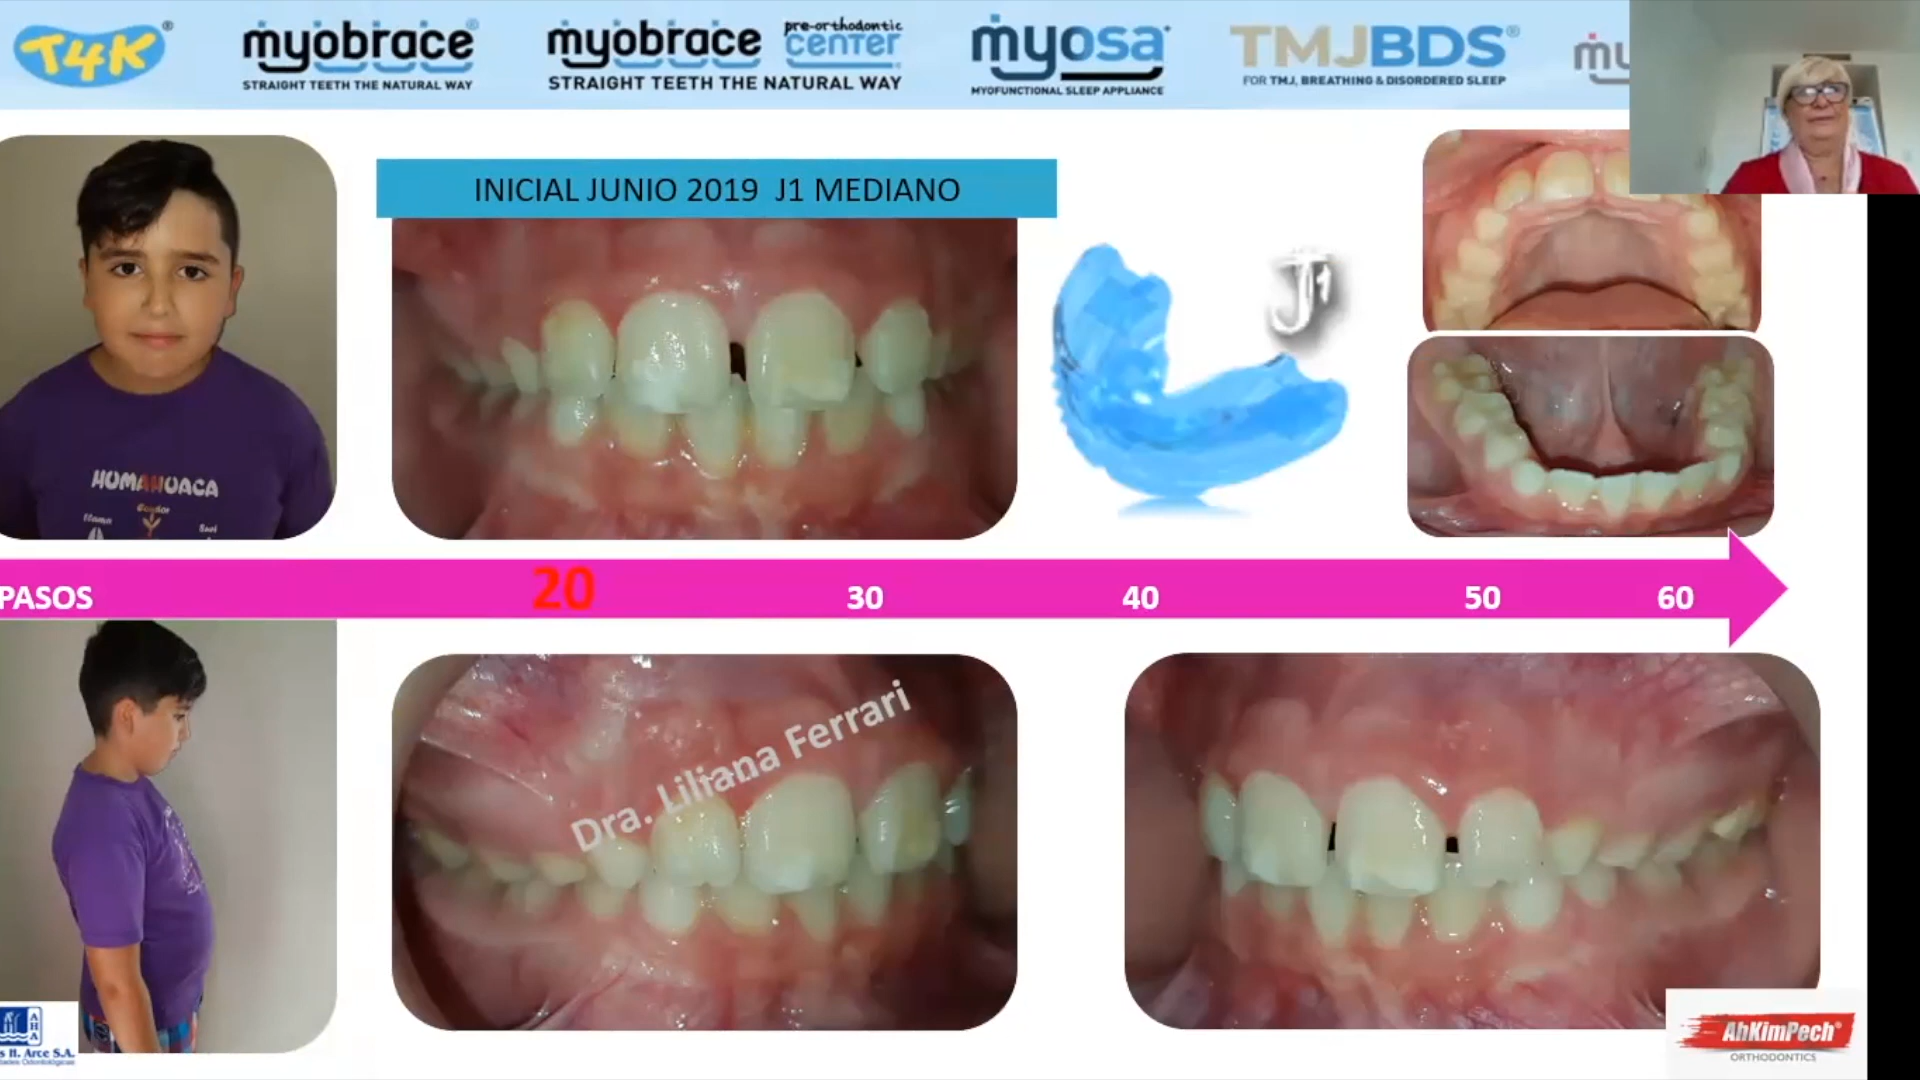 T4K®
myobrace®
STRAIGHT TEETH THE NATURAL WAY
myobrace pre-orthodontic center®
STRAIGHT TEETH THE NATURAL WAY
myosa®
MYOFUNCTIONAL SLEEP APPLIANCE
TMJBDS®
FOR TMJ, BREATHING & DISORDERED SLEEP
INICIAL JUNIO 2019 J1 MEDIANO
J1
HUMAHUACA
PASOS 20 30 40 50 60
Dra. Liliana Ferrari
AHA
s H. Arce S.A.
AhKimPech®
ORTHODONTICS